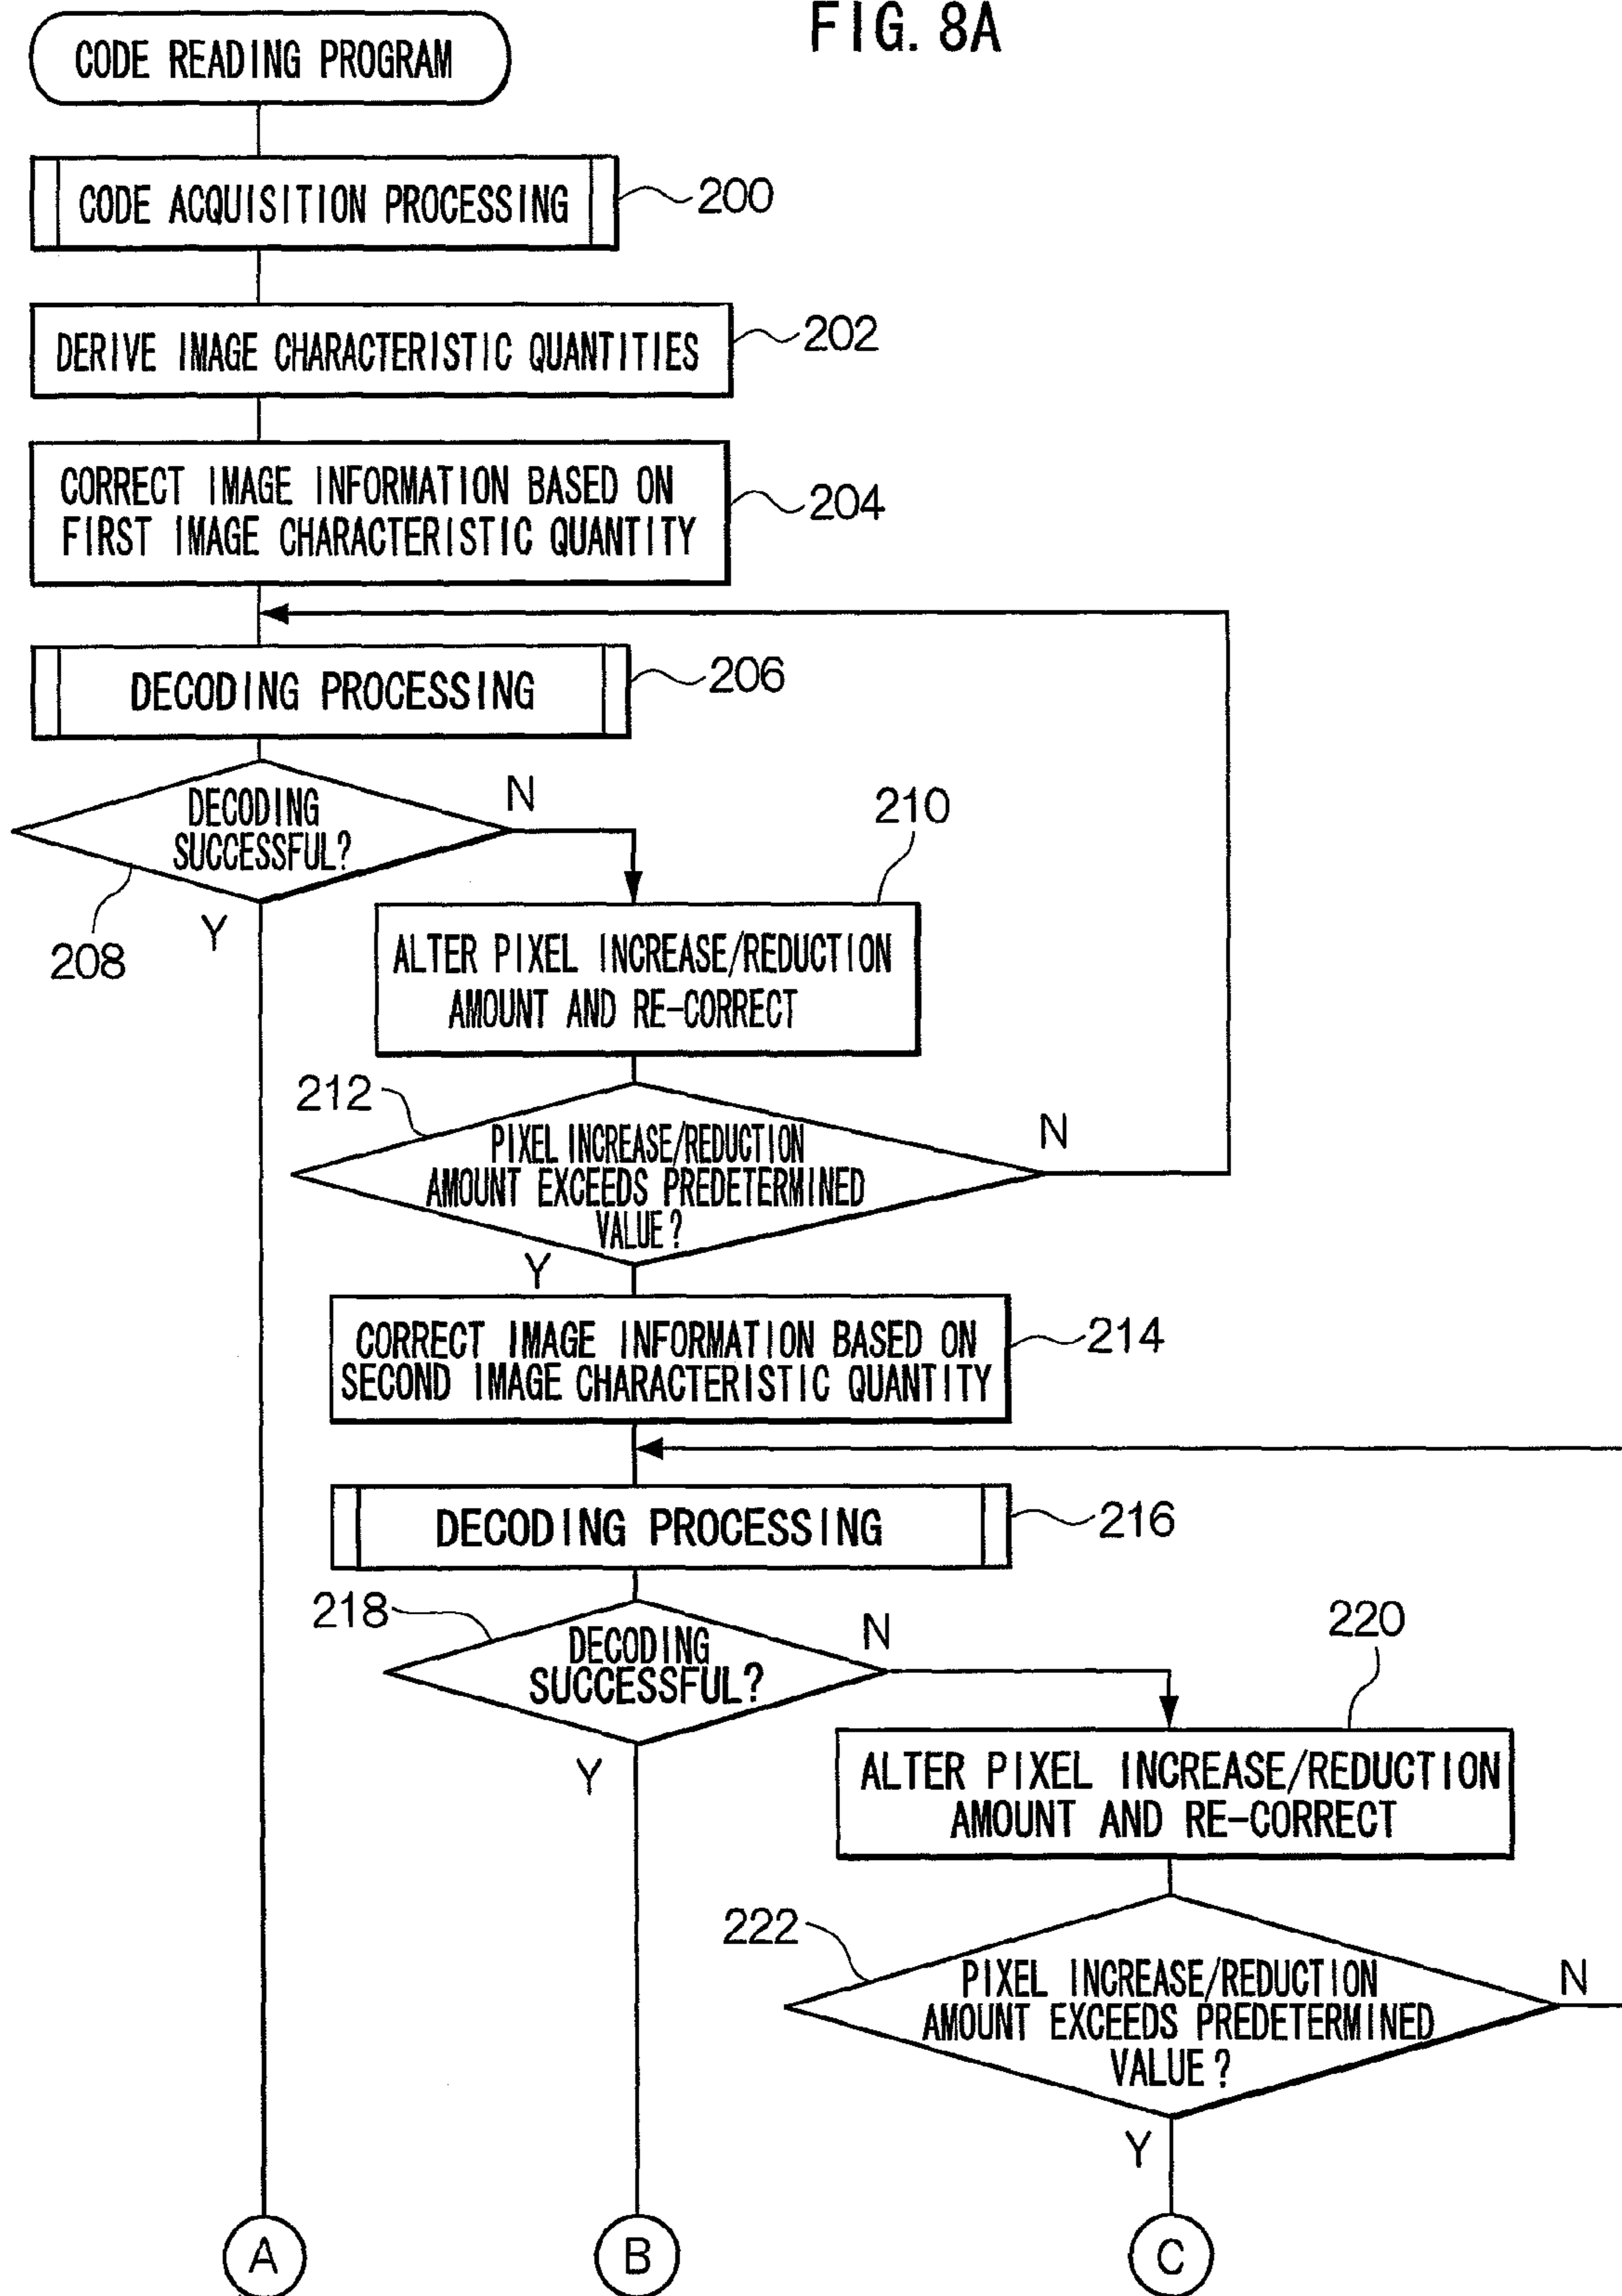 FIG. 8A
CODE READING PROGRAM
CODE ACQUISITION PROCESSING
200
DERIVE IMAGE CHARACTERISTIC QUANTITIES
202
CORRECT IMAGE INFORMATION BASED ON
FIRST IMAGE CHARACTERISTIC QUANTITY
204
DECODING PROCESSING
206
DECODING
SUCCESSFUL?
N
Y
208
210
ALTER PIXEL INCREASE/REDUCTION
AMOUNT AND RE-CORRECT
212
PIXEL INCREASE/REDUCTION
AMOUNT EXCEEDS PREDETERMINED
VALUE?
N
Y
CORRECT IMAGE INFORMATION BASED ON
SECOND IMAGE CHARACTERISTIC QUANTITY
214
DECODING PROCESSING
216
218
DECODING
SUCCESSFUL?
N
Y
220
ALTER PIXEL INCREASE/REDUCTION
AMOUNT AND RE-CORRECT
222
PIXEL INCREASE/REDUCTION
AMOUNT EXCEEDS PREDETERMINED
VALUE?
N
Y
A
B
C